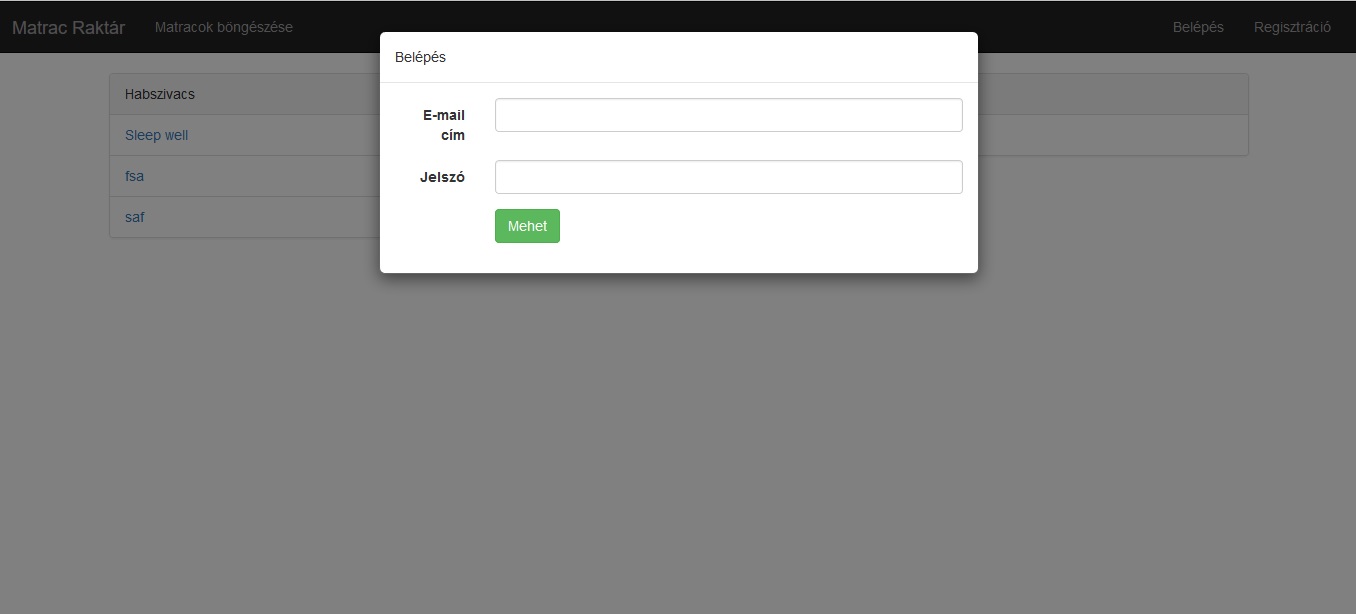 Matrac Raktár Matracok böngészése Belépés Regisztráció
Belépés
E-mail
cím
Jelszó
Mehet
Habszivacs
Sleep well
fsa
saf